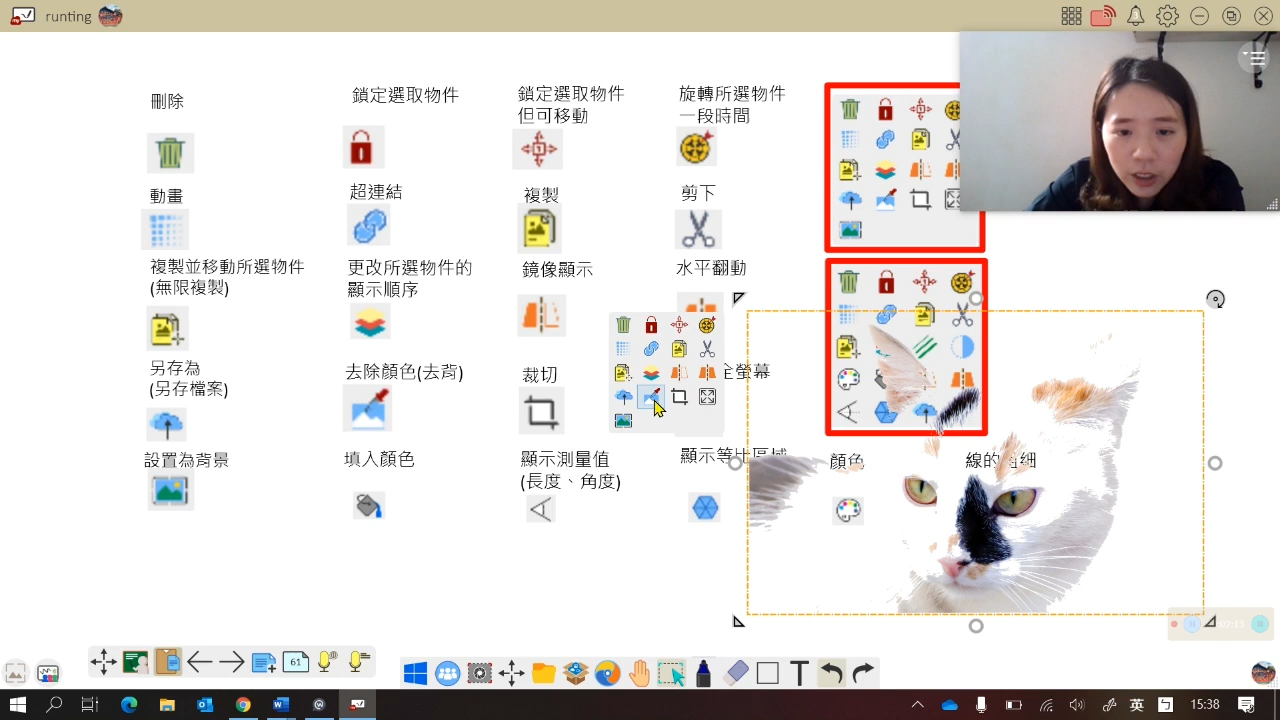 runting
刪除
鎖定選取物件
鎖定選取物件
但可移動
旋轉所選物件
一段時間
動畫
超連結
複製
剪下
複製並移動所選物件
(無限複製)
更改所選物件的
顯示順序
鏡像顯示
水平翻動
另存為
(另存檔案)
去除顏色(去背)
裁切
全螢幕
設置為背景
填入顏色
顯示測量值
(長度、角度)
顯示等比區域
顏色
線的粗細
61
15:38
英